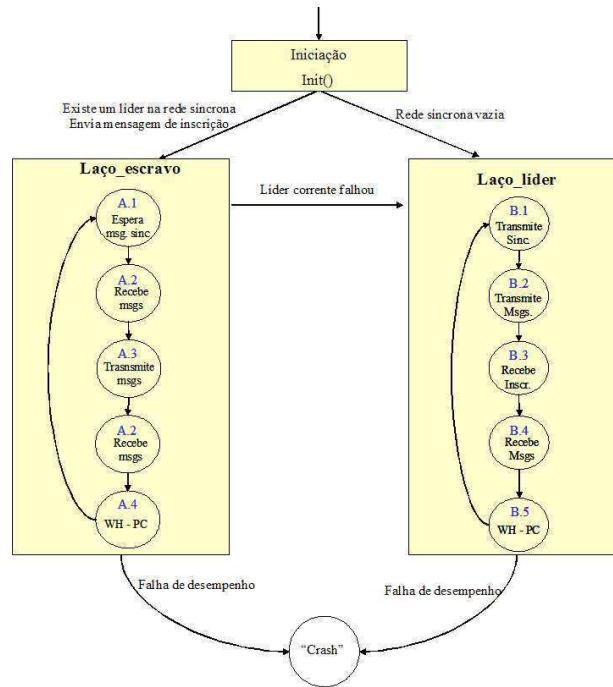 Iniciação
Init()
Existe um líder na rede síncrona
Envia mensagem de inscrição
Rede síncrona vazia
Laço_escravo
A.1
Espera
msg. sinc
A.2
Recebe
msgs
A.3
Trasnsmite
msgs
A.2
Recebe
msgs
A.4
WH - PC
Líder corrente falhou
Laço_líder
B.1
Transmite
Sinc.
B.2
Transmite
Msgs.
B.3
Recebe
Inscr.
B.4
Recebe
Msgs
B.5
WH - PC
Falha de desempenho
Falha de desempenho
“Crash”